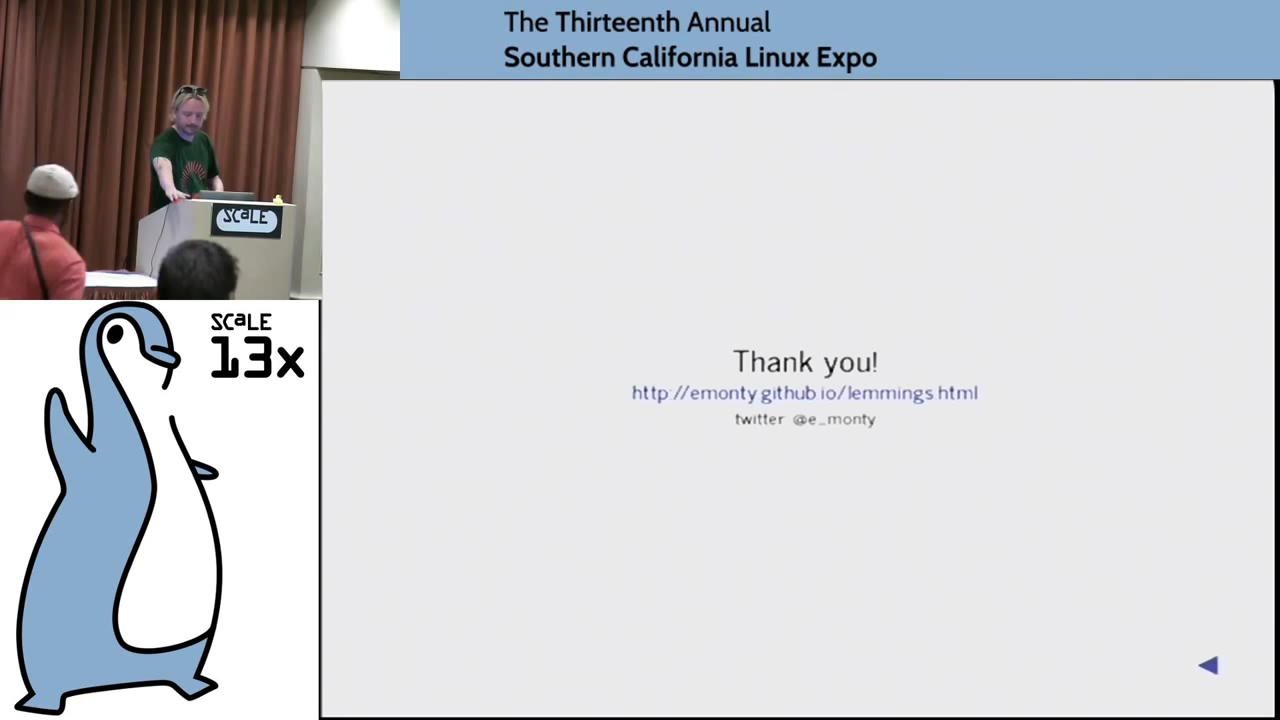 The Thirteenth Annual
Southern California Linux Expo
SCaLE
SCaLE
13x
Thank you!
http://emonty.github.io/lemmings.html
twitter @e_monty